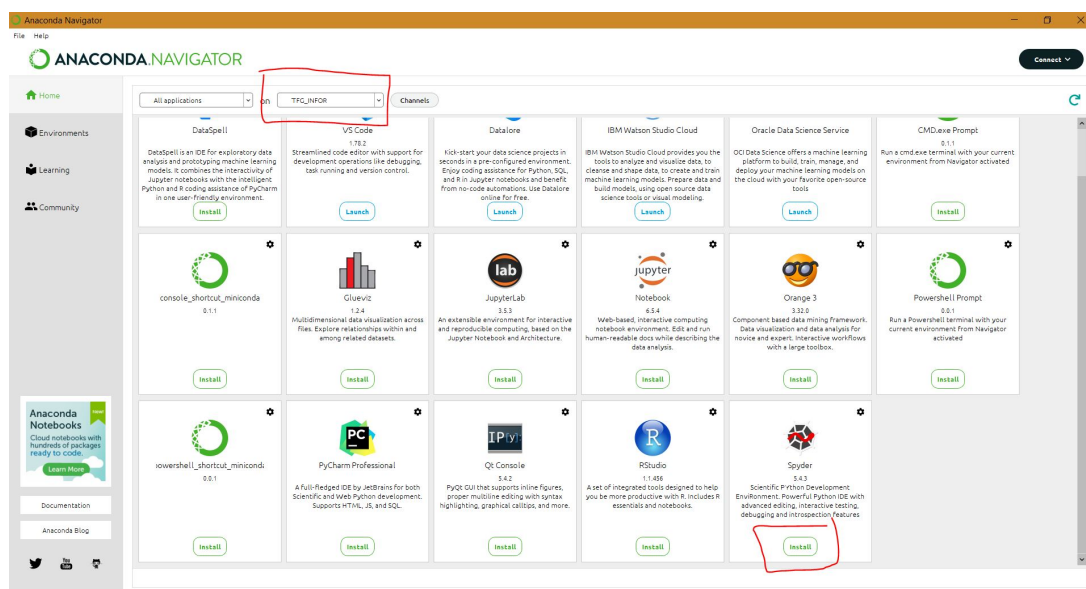 Anaconda Navigator
File Help
ANACONDA.NAVIGATOR
Connect
Home
All applications on TFG_INFOR Channels
Environments
Learning
Community
DataSpell
DataSpell is an IDE for exploratory data
analysis and prototyping machine learning
models. It combines the interactivity of
Jupyter notebooks with the intelligent
Python and R coding assistance of PyCharm
in one user-friendly environment.
Install
VS Code
1.78.2
Streamlined code editor with support for
development operations like debugging,
task running and version control.
Launch
Datalore
Kick-start your data science projects in
seconds in a pre-configured environment.
Enjoy coding assistance for Python, SQL,
and R in Jupyter notebooks and benefit
from no-code automations. Use Datalore
online for free.
Launch
IBM Watson Studio Cloud
IBM Watson Studio Cloud provides you the
tools to analyze and visualize data, to
cleanse and shape data, to create and train
machine learning models. Prepare data and
build models, using open source data
science tools or visual modeling.
Launch
Oracle Data Science Service
OCI Data Science offers a machine learning
platform to build, train, manage, and
deploy your machine learning models on
the cloud with your favorite open-source
tools
Launch
CMD.exe Prompt
0.1.1
Run a cmd.exe terminal with your current
environment from Navigator activated
Install
console_shortcut_miniconda
0.1.1
Install
Glueviz
1.2.4
Multidimensional data visualization across
files. Explore relationships within and
among related datasets.
Install
lab
JupyterLab
3.5.3
An extensible environment for interactive
and reproducible computing, based on the
Jupyter Notebook and Architecture.
Install
jupyter
Notebook
6.5.4
Web-based, interactive computing
notebook environment. Edit and run
human-readable docs while describing the
data analysis.
Install
Orange 3
3.32.0
Component based data mining framework.
Data visualization and data analysis for
novice and expert. Interactive workflows
with a large toolbox.
Install
Powershell Prompt
0.0.1
Run a Powershell terminal with your
current environment from Navigator
activated
Install
owershell_shortcut_minicond
0.0.1
Install
PC
PyCharm Professional
A full-fledged IDE by JetBrains for both
Scientific and Web Python development.
Supports HTML, JS, and SQL.
Install
IP[y]:
Qt Console
5.4.2
PyQt GUI that supports inline figures,
proper multiline editing with syntax
highlighting, graphical calltips, and more.
Install
R
RStudio
1.1.456
A set of integrated tools designed to help
you be more productive with R. Includes R
essentials and notebooks.
Install
Spyder
5.4.3
Scientific PYthon Development
EnviRonment. Powerful Python IDE with
advanced editing, interactive testing,
debugging and introspection features
Install
Anaconda
Notebooks
New!
Cloud notebooks with
hundreds of packages
ready to code.
Learn More
Documentation
Anaconda Blog
You
Tube